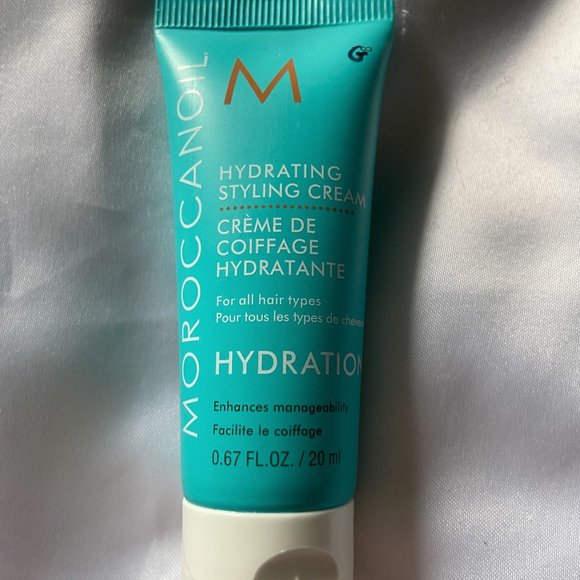 MOROCCANOIL®
M
HYDRATING
STYLING CREAM
CRÈME DE
COIFFAGE
HYDRATANTE
For all hair types
Pour tous les types de cheveux
HYDRATION
Enhances manageability
Facilite le coiffage
0.67 FL.OZ. / 20 ml